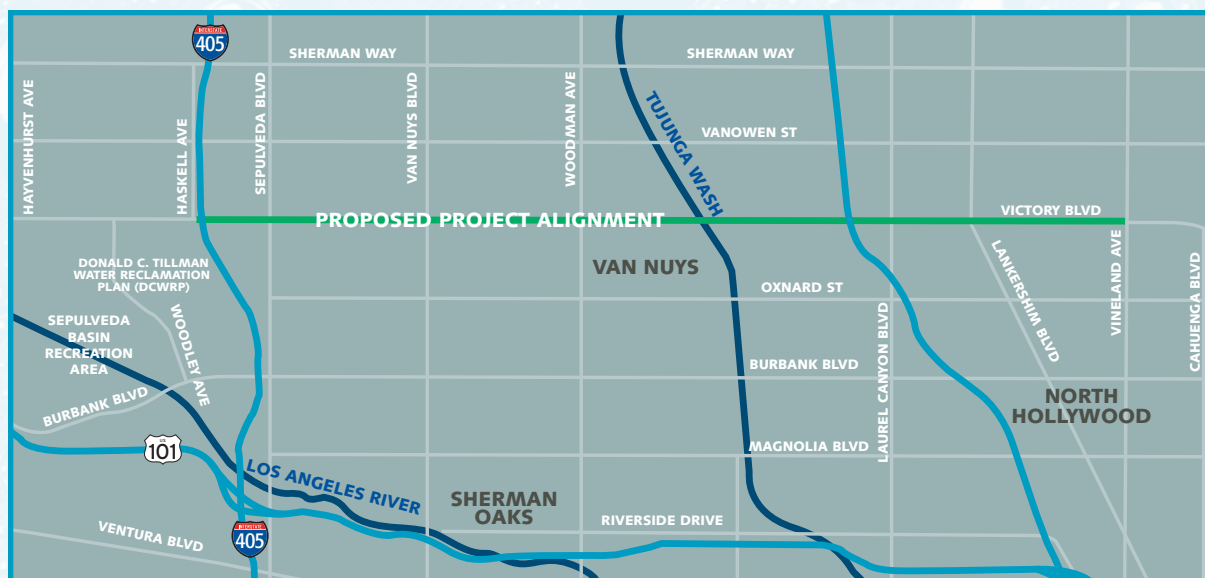 INTERSTATE
405
SHERMAN WAY
SHERMAN WAY
HAYVENHURST AVE
HASKELL AVE
SEPULVEDA BLVD
VAN NUYS BLVD
WOODMAN AVE
TUJUNGA WASH
VANOWEN ST
PROPOSED PROJECT ALIGNMENT
VICTORY BLVD
DONALD C. TILLMAN
WATER RECLAMATION
PLAN (DCWRP)
VAN NUYS
OXNARD ST
LANKERSHIM BLVD
VINELAND AVE
CAHUENGA BLVD
SEPULVEDA
BASIN
RECREATION
AREA
WOODLEY AVE
LAUREL CANYON BLVD
BURBANK BLVD
BURBANK BLVD
NORTH
HOLLYWOOD
US
101
MAGNOLIA BLVD
LOS ANGELES RIVER
SHERMAN
OAKS
RIVERSIDE DRIVE
VENTURA BLVD
INTERSTATE
405